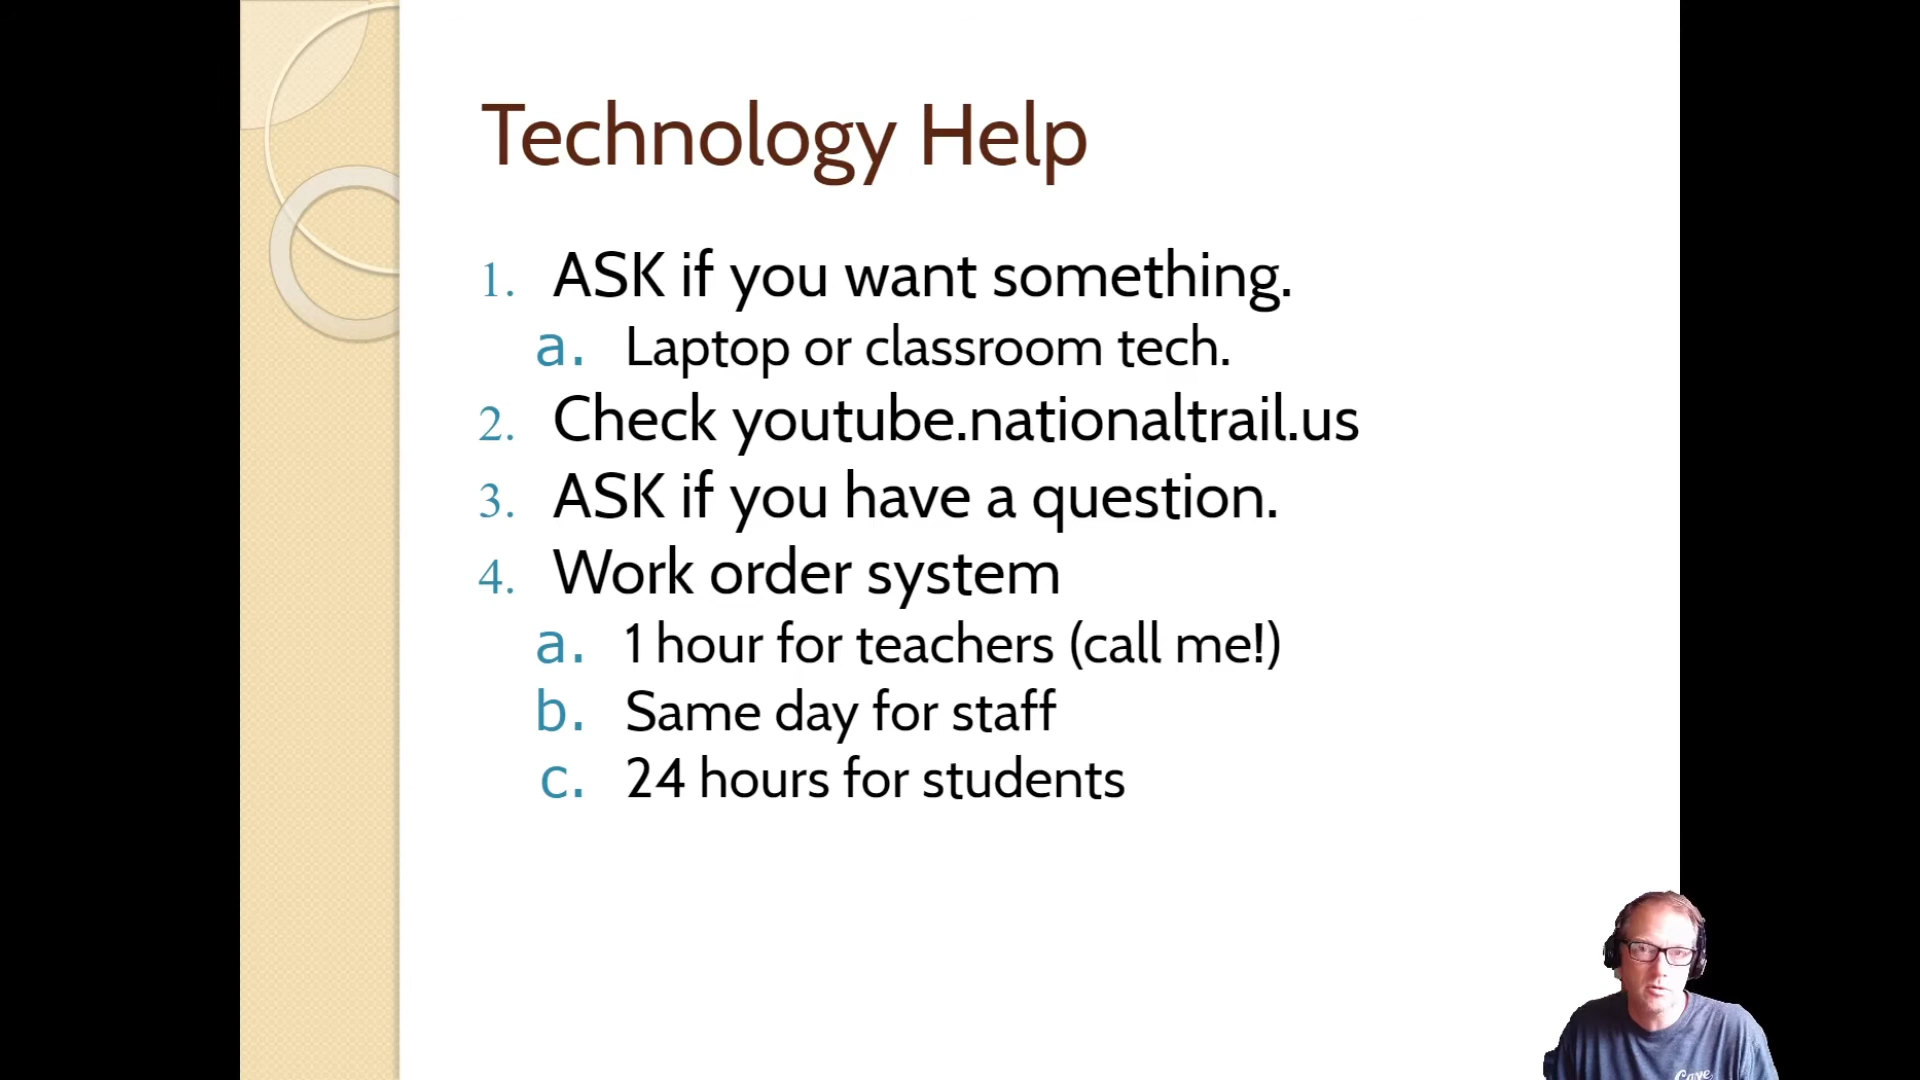 Technology Help
1. ASK if you want something.
a. Laptop or classroom tech.
2. Check youtube.nationaltrail.us
3. ASK if you have a question.
4. Work order system
a. 1 hour for teachers (call me!)
b. Same day for staff
c. 24 hours for students